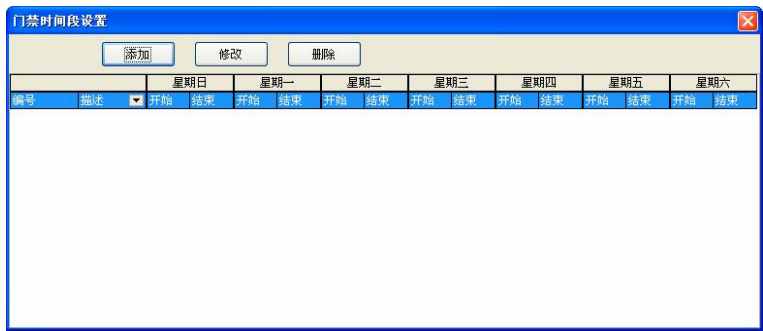 门禁时间段设置
添加 修改 删除
星期日 星期一 星期二 星期三 星期四 星期五 星期六
编号 描述 开始 结束 开始 结束 开始 结束 开始 结束 开始 结束 开始 结束 开始 结束